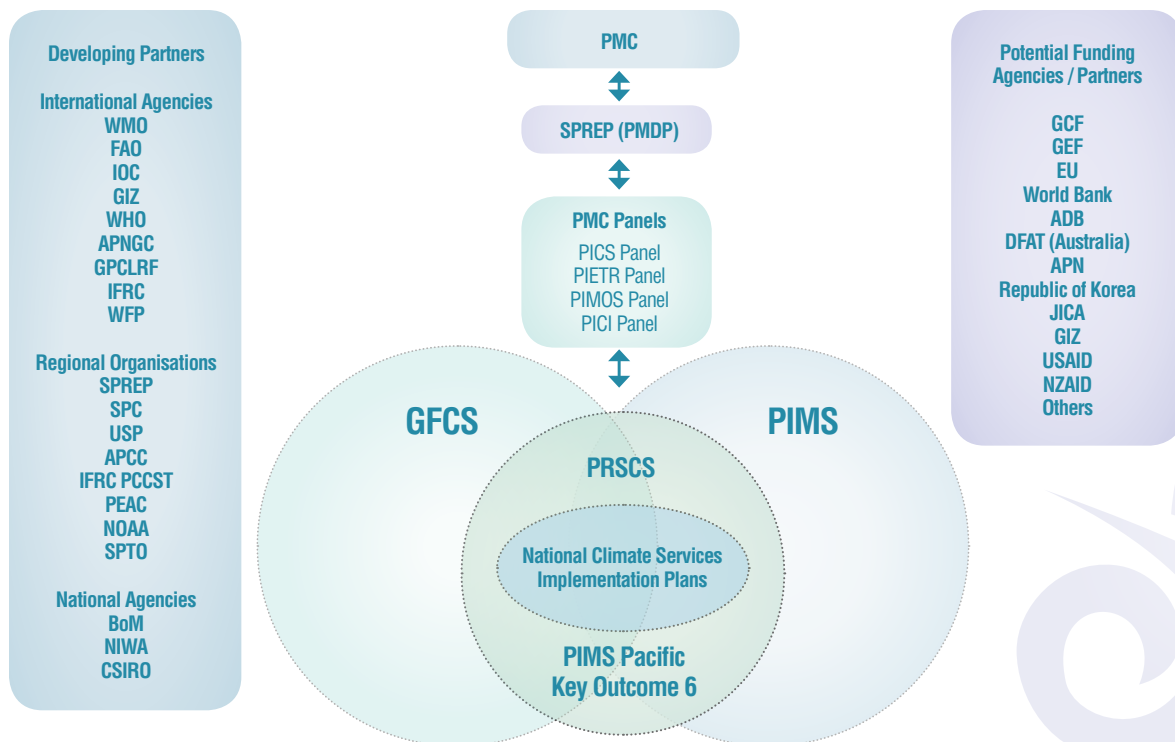 Developing Partners
International Agencies
WMO
FAO
IOC
GIZ
WHO
APNGC
GPCLRF
IFRC
WFP
Regional Organisations
SPREP
SPC
USP
APCC
IFRC PCCST
PEAC
NOAA
SPTO
National Agencies
BoM
NIWA
CSIRO
PMC
SPREP (PMDP)
PMC Panels
PICS Panel
PIETR Panel
PIMOS Panel
PICI Panel
GFCS
PIMS
PRSCS
National Climate Services
Implementation Plans
PIMS Pacific
Key Outcome 6
Potential Funding
Agencies / Partners
GCF
GEF
EU
World Bank
ADB
DFAT (Australia)
APN
Republic of Korea
JICA
GIZ
USAID
NZAID
Others